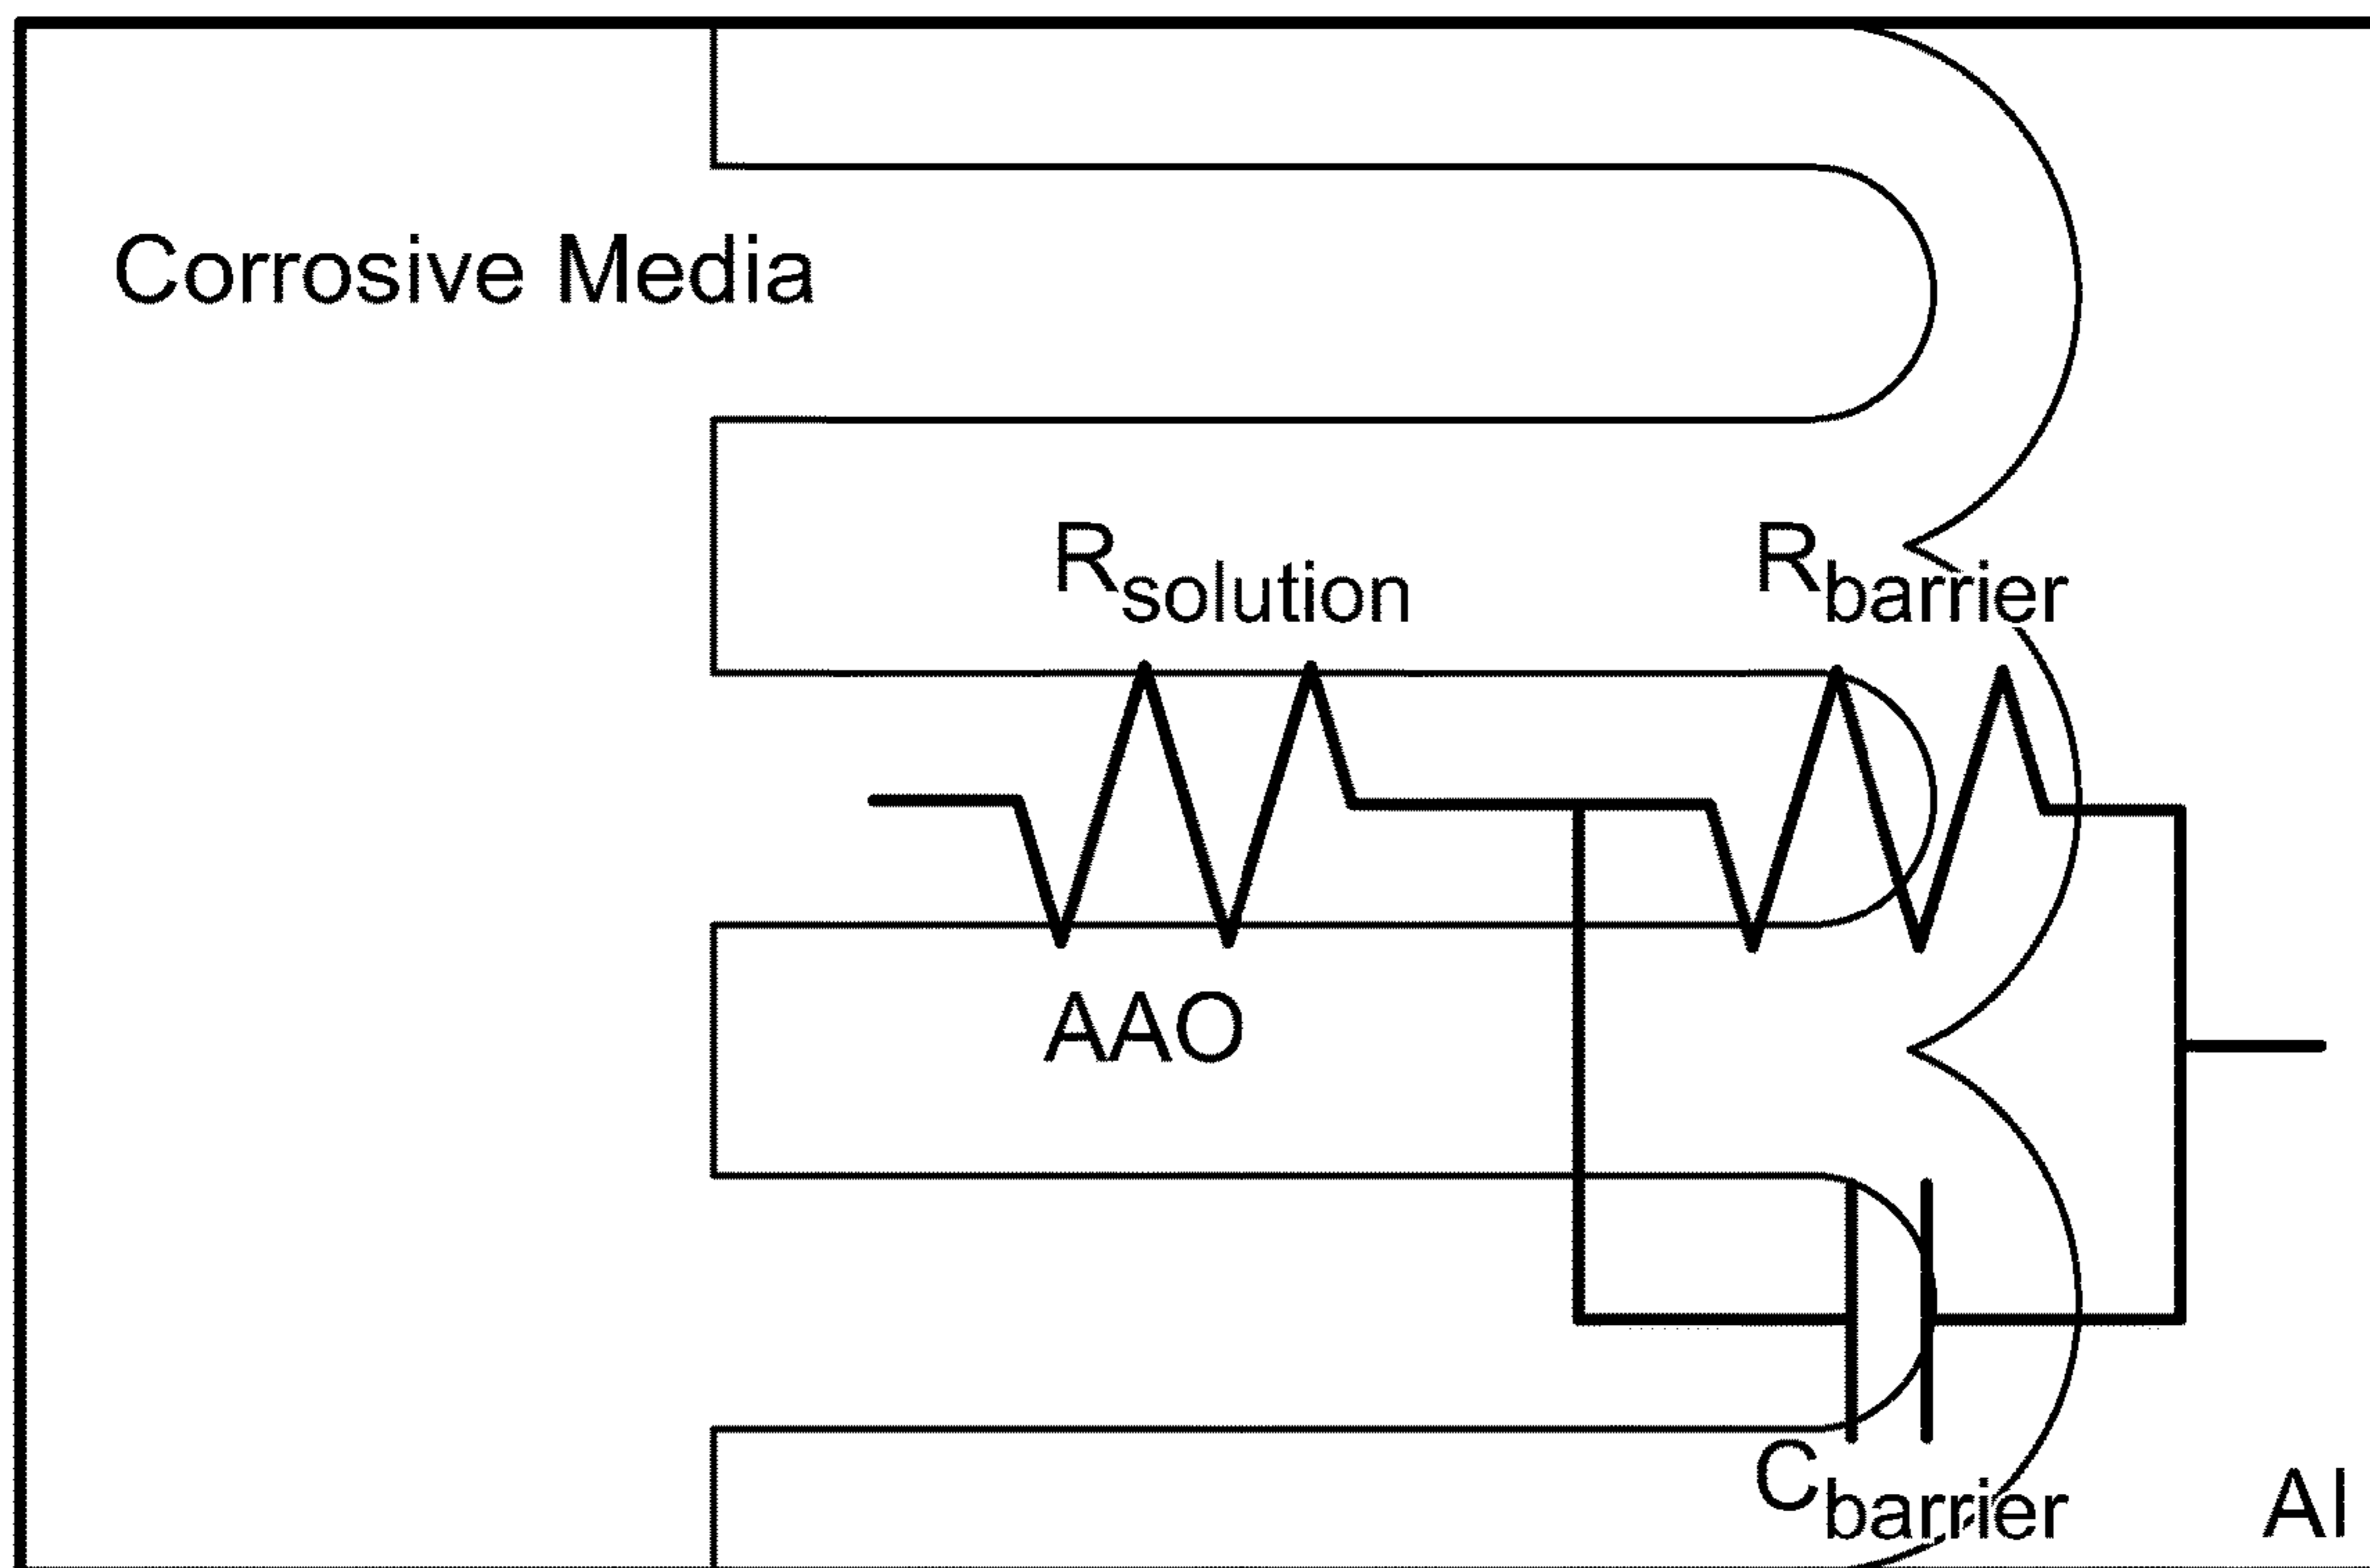 Corrosive Media
Rsolution
Rbarrier
AAO
Cbarrier
Al